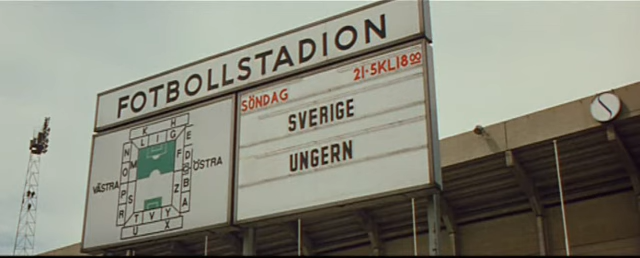 FOTBOLLSTADION
SÖNDAG 21·5 KL 18 00
SVERIGE
UNGERN
VÄSTRA
ÖSTRA
K H
L I G
N M
F E
O D
P S
Z B
R
A
T V Y
U X